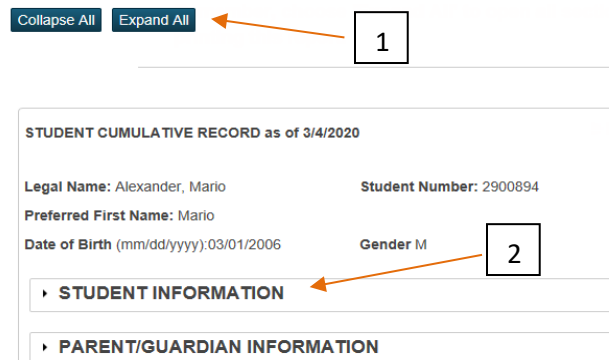 Collapse All Expand All
1
STUDENT CUMULATIVE RECORD as of 3/4/2020
Legal Name: Alexander, Mario Student Number: 2900894
Preferred First Name: Mario
Date of Birth (mm/dd/yyyy):03/01/2006 Gender M
2
STUDENT INFORMATION
PARENT/GUARDIAN INFORMATION